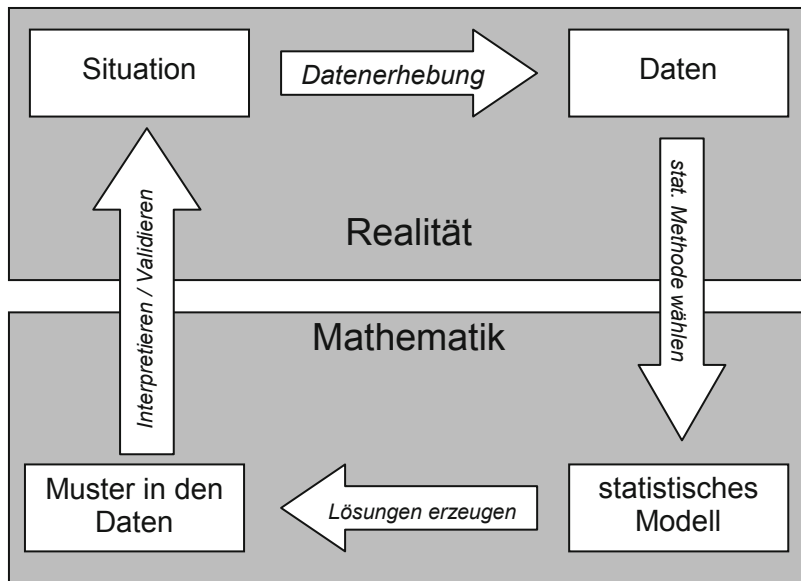 Situation
Datenerhebung
Daten
stat. Methode wählen
Realität
Interpretieren / Validieren
Mathematik
Muster in den
Daten
Lösungen erzeugen
statistisches
Modell